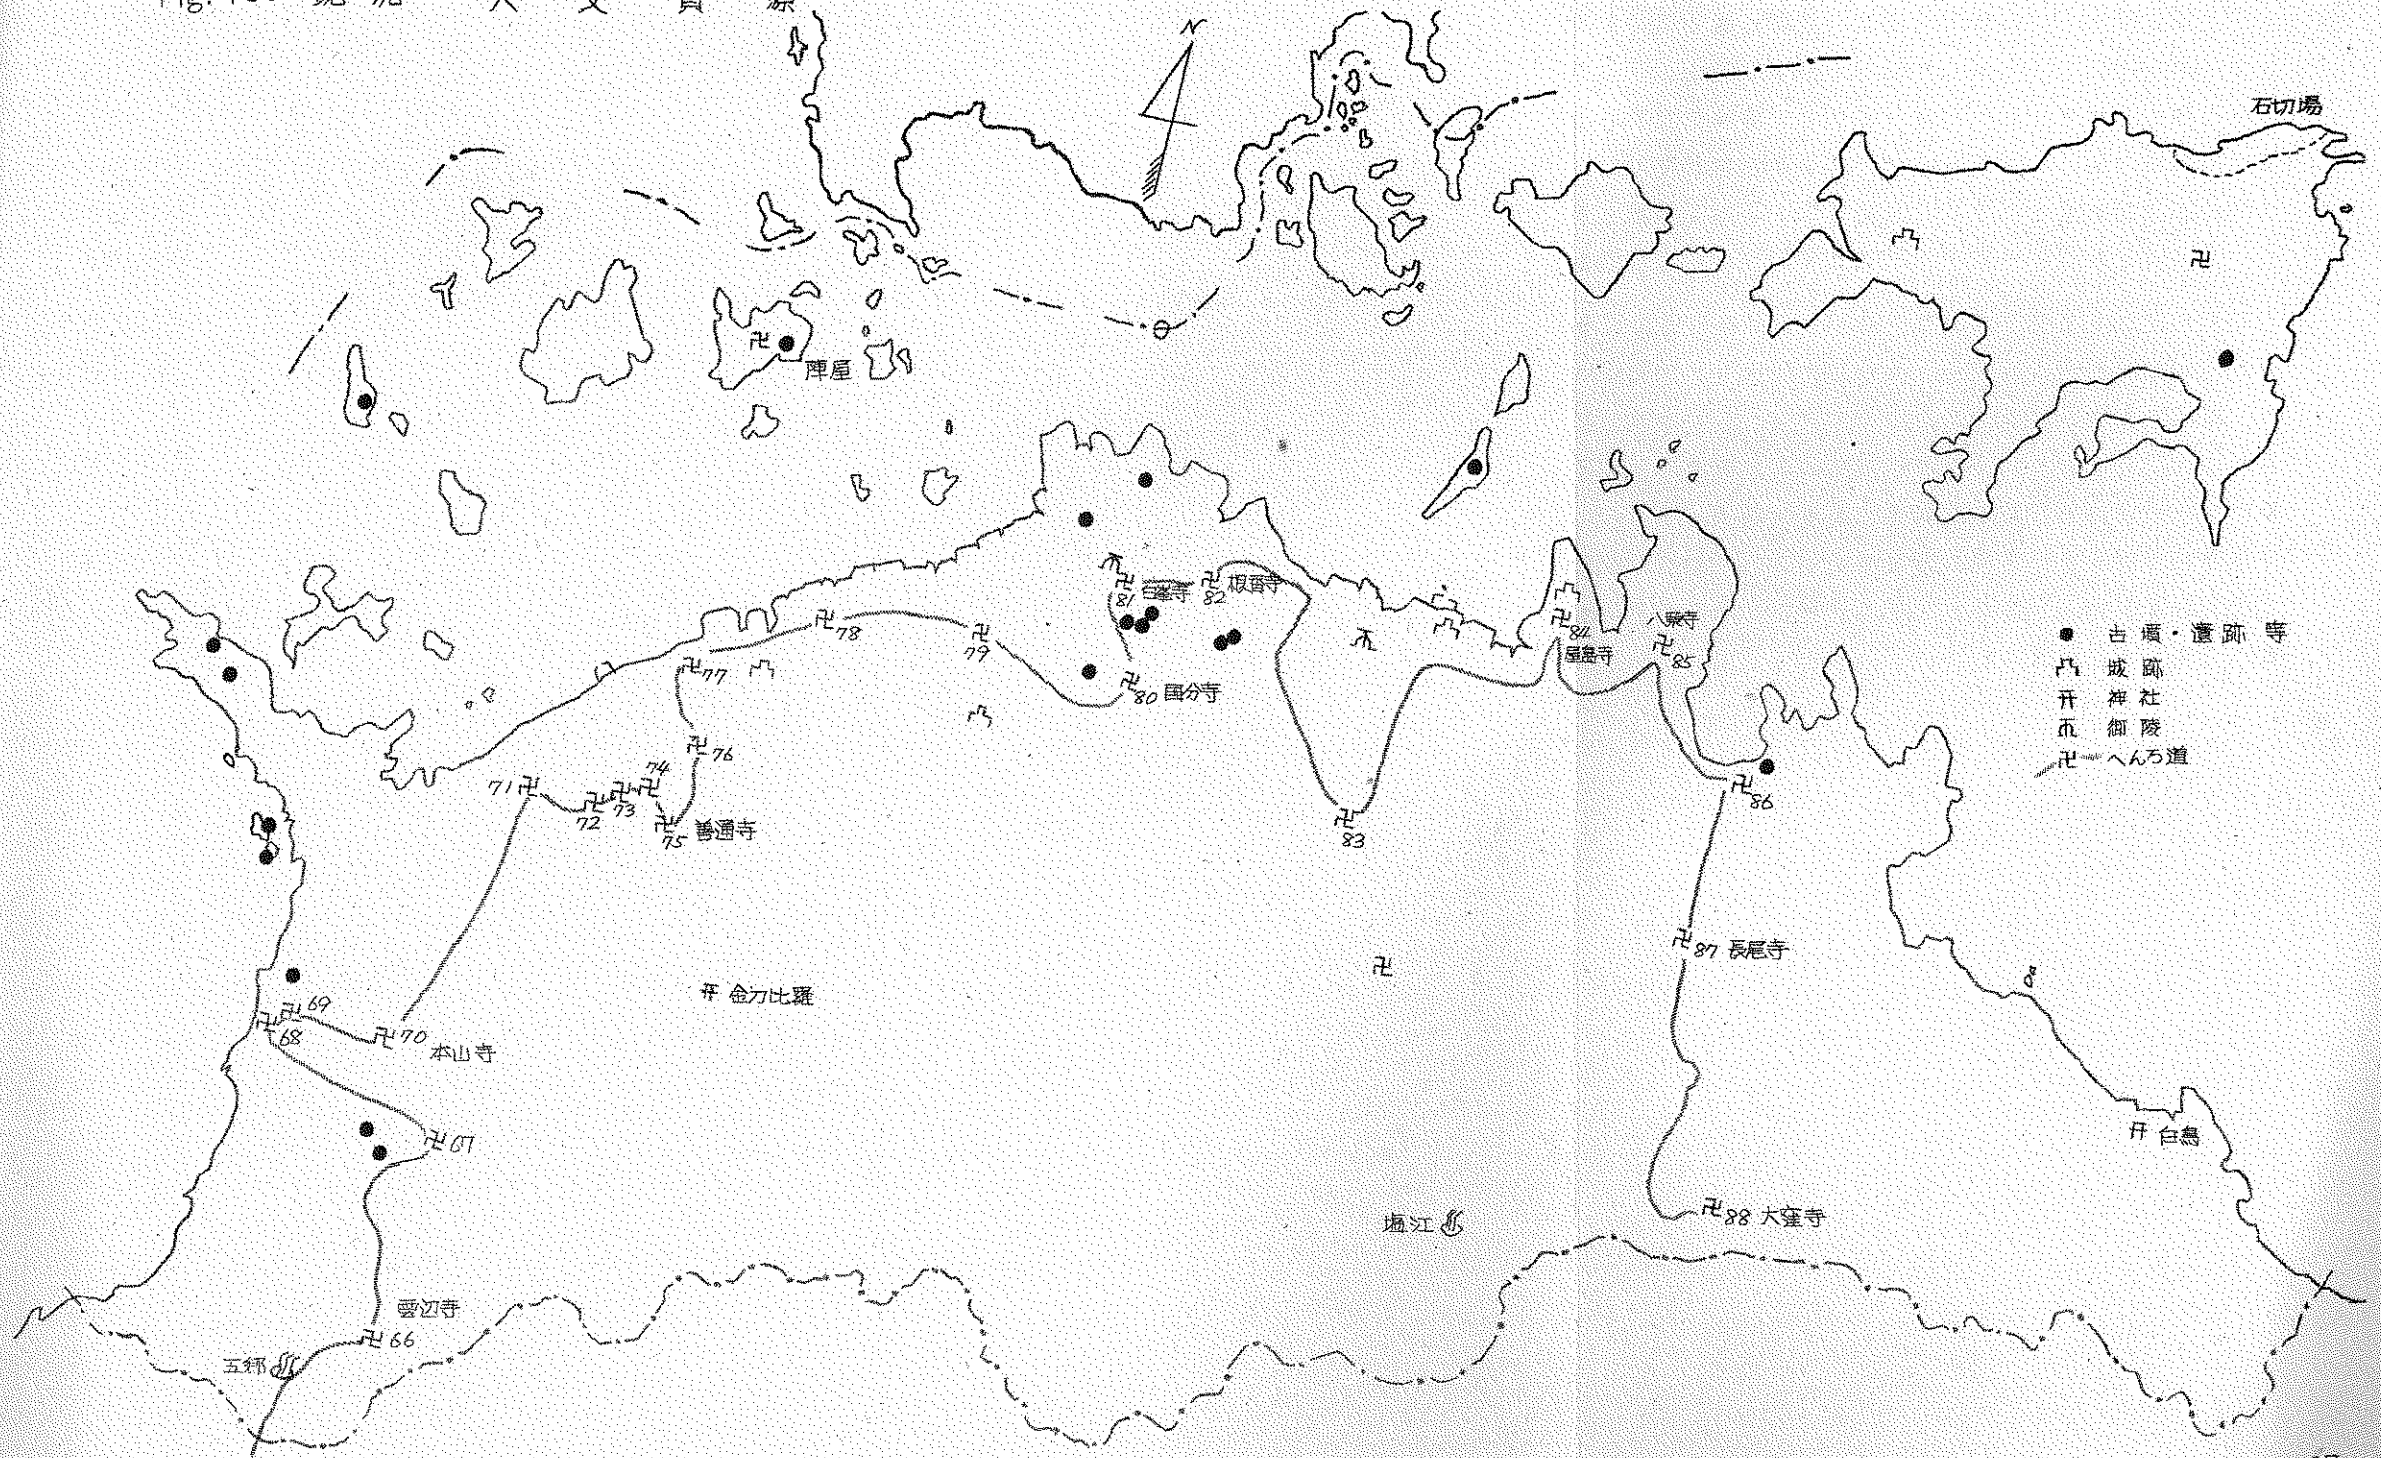 N
石切場
陣屋
81 白峯寺
82 根香寺
78
79
77
80 国分寺
84
屋島寺
八栗寺
85
古墳・遺跡 等
城跡
神社
御陵
へんろ道
76
74
71
72
73
75 善通寺
86
83
87 長尾寺
金刀比羅
69
68
70
本山寺
67
白鳥
塩江
88 大窪寺
雲辺寺
66
五郷